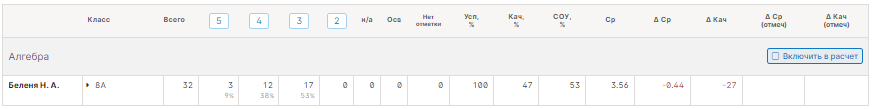 Класс Всего 5 4 3 2 н/а Осв Нет отметки Усп, % Кач, % СОУ, % Ср Δ Ср Δ Кач Δ Ср (отмеч) Δ Кач (отмеч)
Алгебра Включить в расчет
Беленя Н. А. 8А 32 3 12 17 0 0 0 0 100 47 53 3.56 -0.44 -27
9% 38% 53%